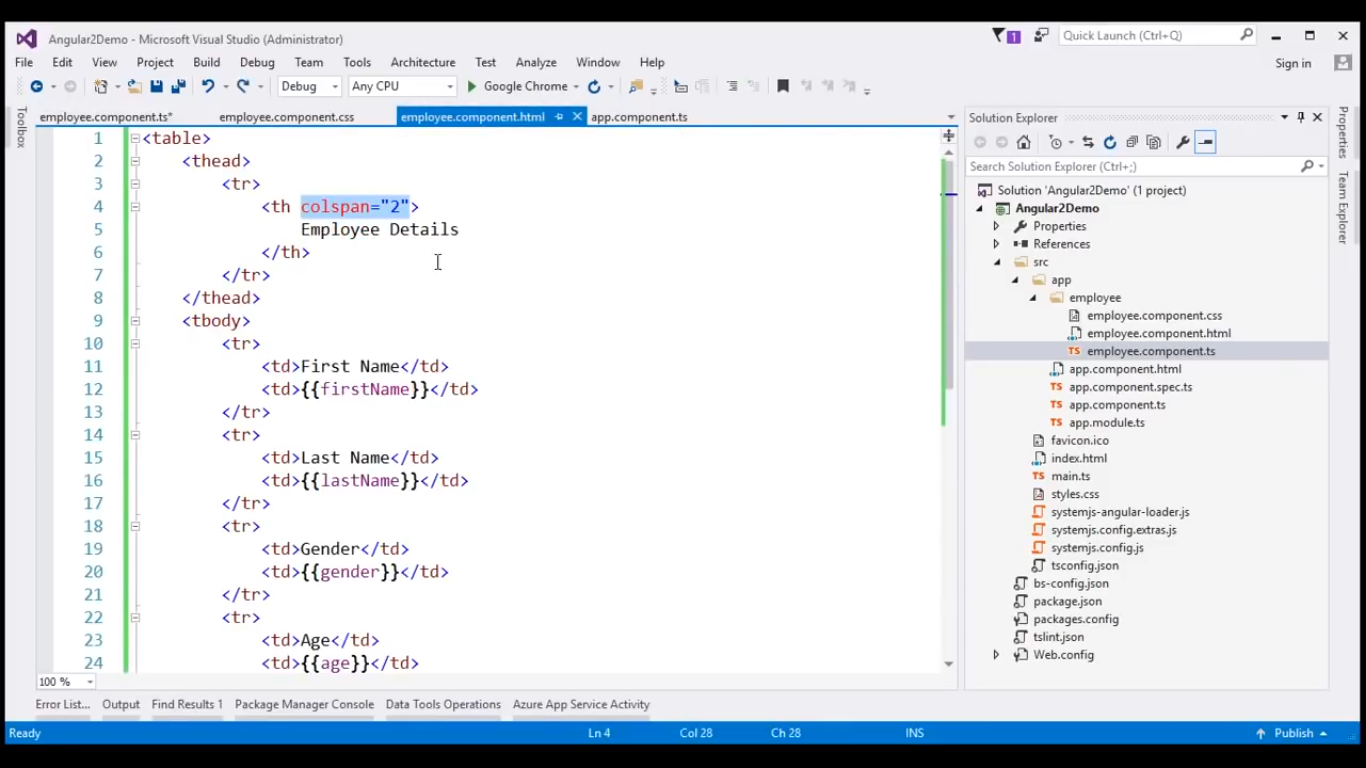 Angular2Demo - Microsoft Visual Studio (Administrator)
1
Quick Launch (Ctrl+Q)
File Edit View Project Build Debug Team Tools Architecture Test Analyze Window Help
Sign in
Debug Any CPU Google Chrome
Toolbox
employee.component.ts* employee.component.css employee.component.html app.component.ts
1 <table>
2 <thead>
3 <tr>
4 <th colspan="2">
5 Employee Details
6 </th>
7 </tr>
8 </thead>
9 <tbody>
10 <tr>
11 <td>First Name</td>
12 <td>{{firstName}}</td>
13 </tr>
14 <tr>
15 <td>Last Name</td>
16 <td>{{lastName}}</td>
17 </tr>
18 <tr>
19 <td>Gender</td>
20 <td>{{gender}}</td>
21 </tr>
22 <tr>
23 <td>Age</td>
24 <td>{{age}}</td>
100 %
Solution Explorer
Search Solution Explorer (Ctrl+;)
Solution 'Angular2Demo' (1 project)
Angular2Demo
Properties
References
src
app
employee
employee.component.css
employee.component.html
TS employee.component.ts
app.component.html
TS app.component.spec.ts
TS app.component.ts
TS app.module.ts
favicon.ico
index.html
TS main.ts
styles.css
systemjs-angular-loader.js
systemjs.config.extras.js
systemjs.config.js
tsconfig.json
bs-config.json
package.json
packages.config
tslint.json
Web.config
Properties
Team Explorer
Error List... Output Find Results 1 Package Manager Console Data Tools Operations Azure App Service Activity
Ready Ln 4 Col 28 Ch 28 INS Publish